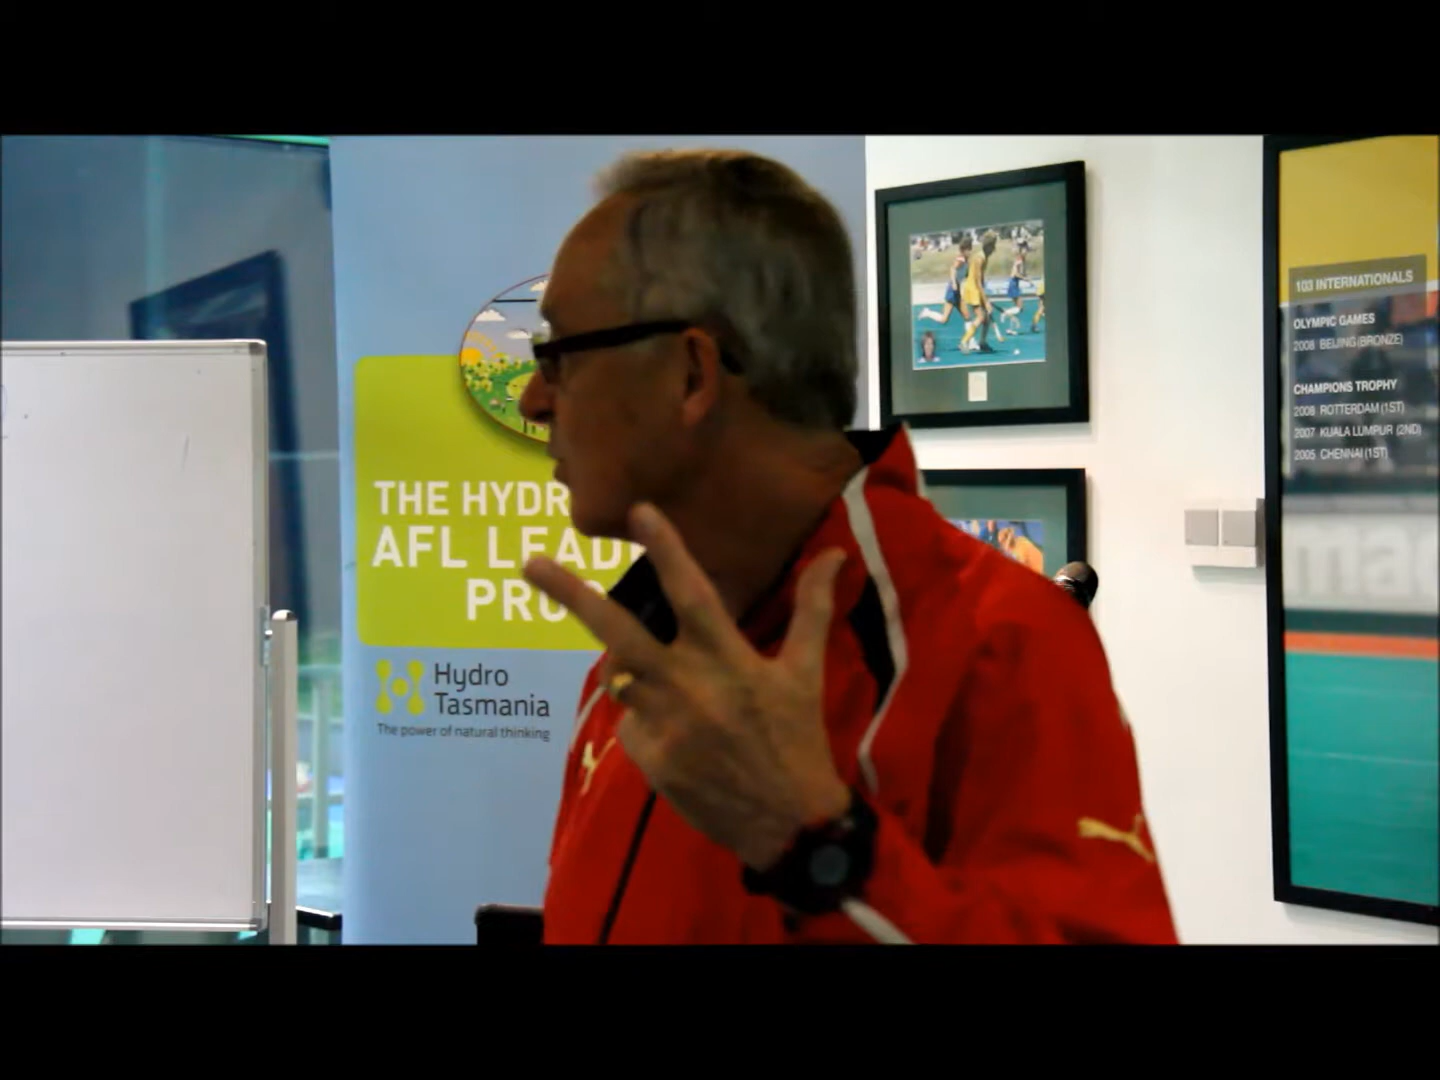 THE HYDR
AFL LEAD
PRO
Hydro
Tasmania
The power of natural thinking
103 INTERNATIONALS
OLYMPIC GAMES
2008 BEIJING (BRONZE)
CHAMPIONS TROPHY
2008 ROTTERDAM (1ST)
2007 KUALA LUMPUR (2ND)
2005 CHENNAI (1ST)
mac